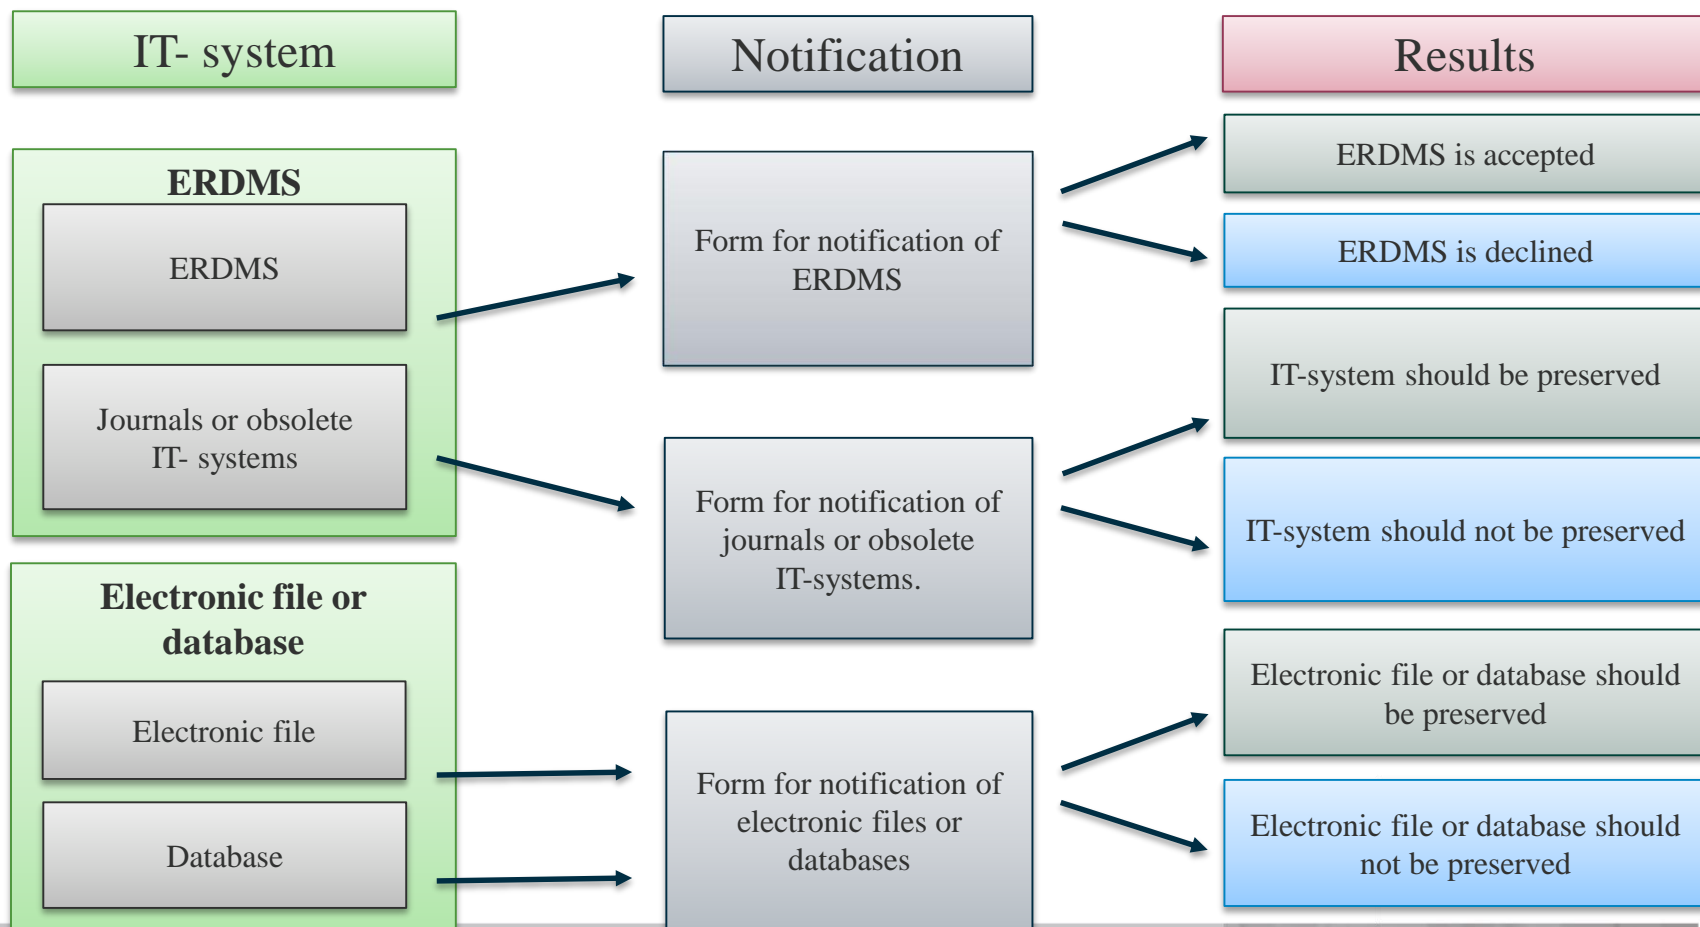 IT- system
Notification
Results
ERDMS
ERDMS
Journals or obsolete
IT- systems
Form for notification of
ERDMS
ERDMS is accepted
ERDMS is declined
Form for notification of
journals or obsolete
IT-systems.
IT-system should be preserved
IT-system should not be preserved
Electronic file or
database
Electronic file
Database
Form for notification of
electronic files or
databases
Electronic file or database should
be preserved
Electronic file or database should
not be preserved